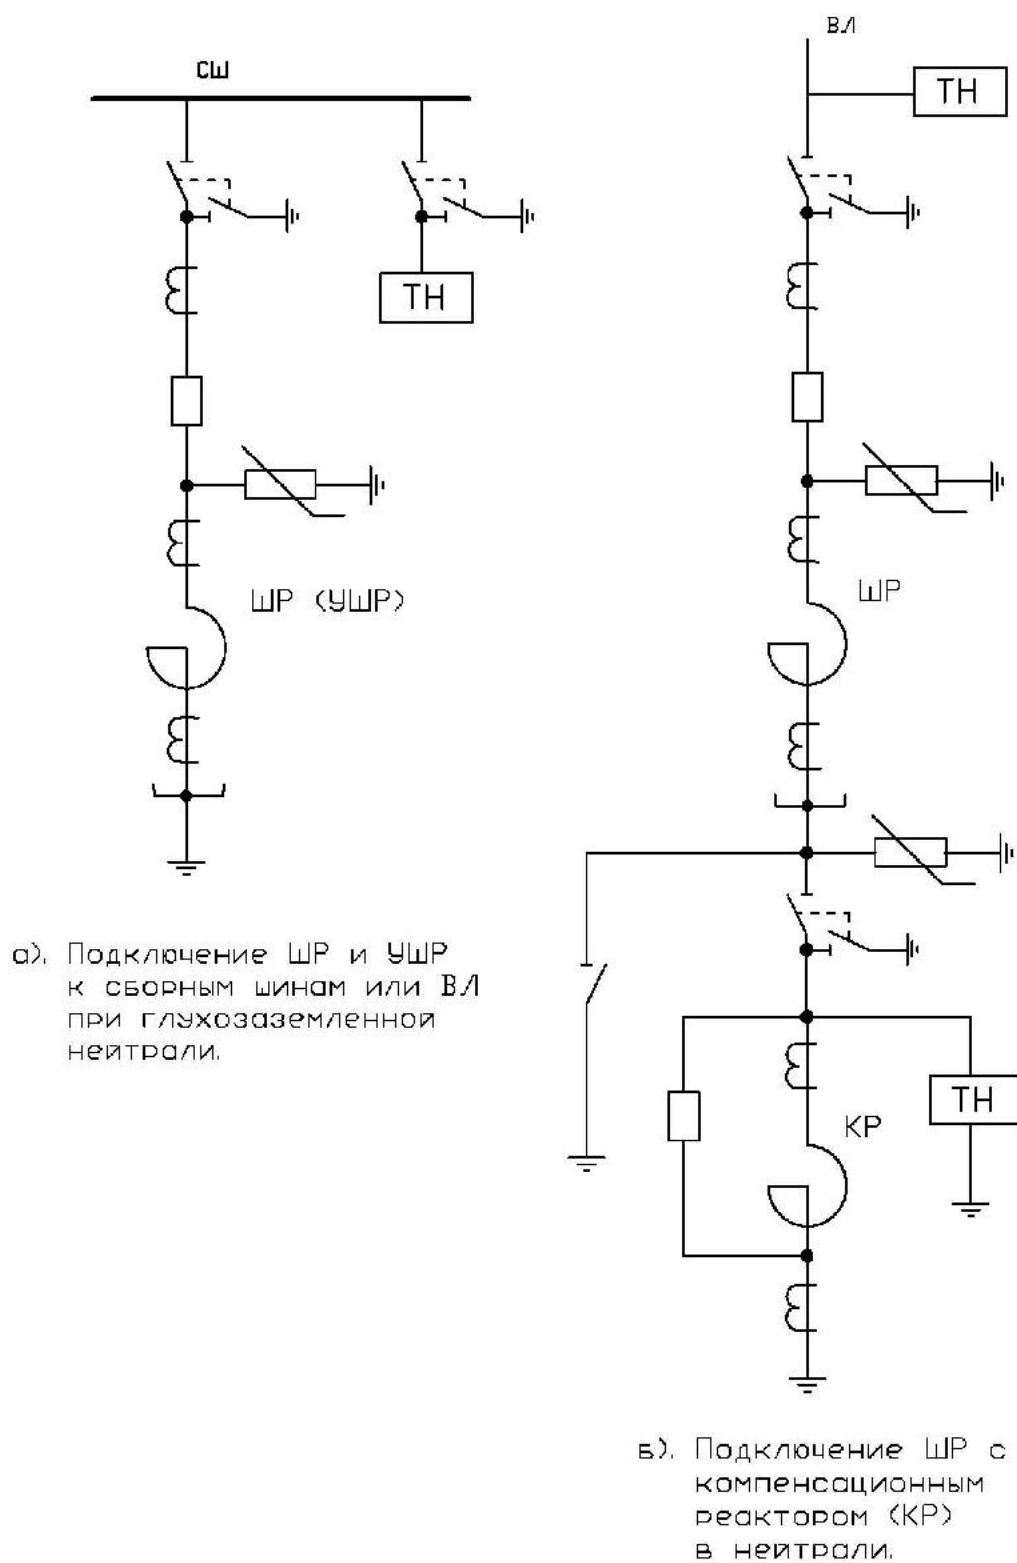 СШ
ТН
ШР (УШР)
а). Подключение ШР и УШР
к сборным шинам или ВЛ
при глухозаземленной
нейтрали.
ВЛ
ТН
ШР
КР
ТН
в). Подключение ШР с
компенсационным
реактором (КР)
в нейтрали.